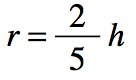 r = 2/5 h